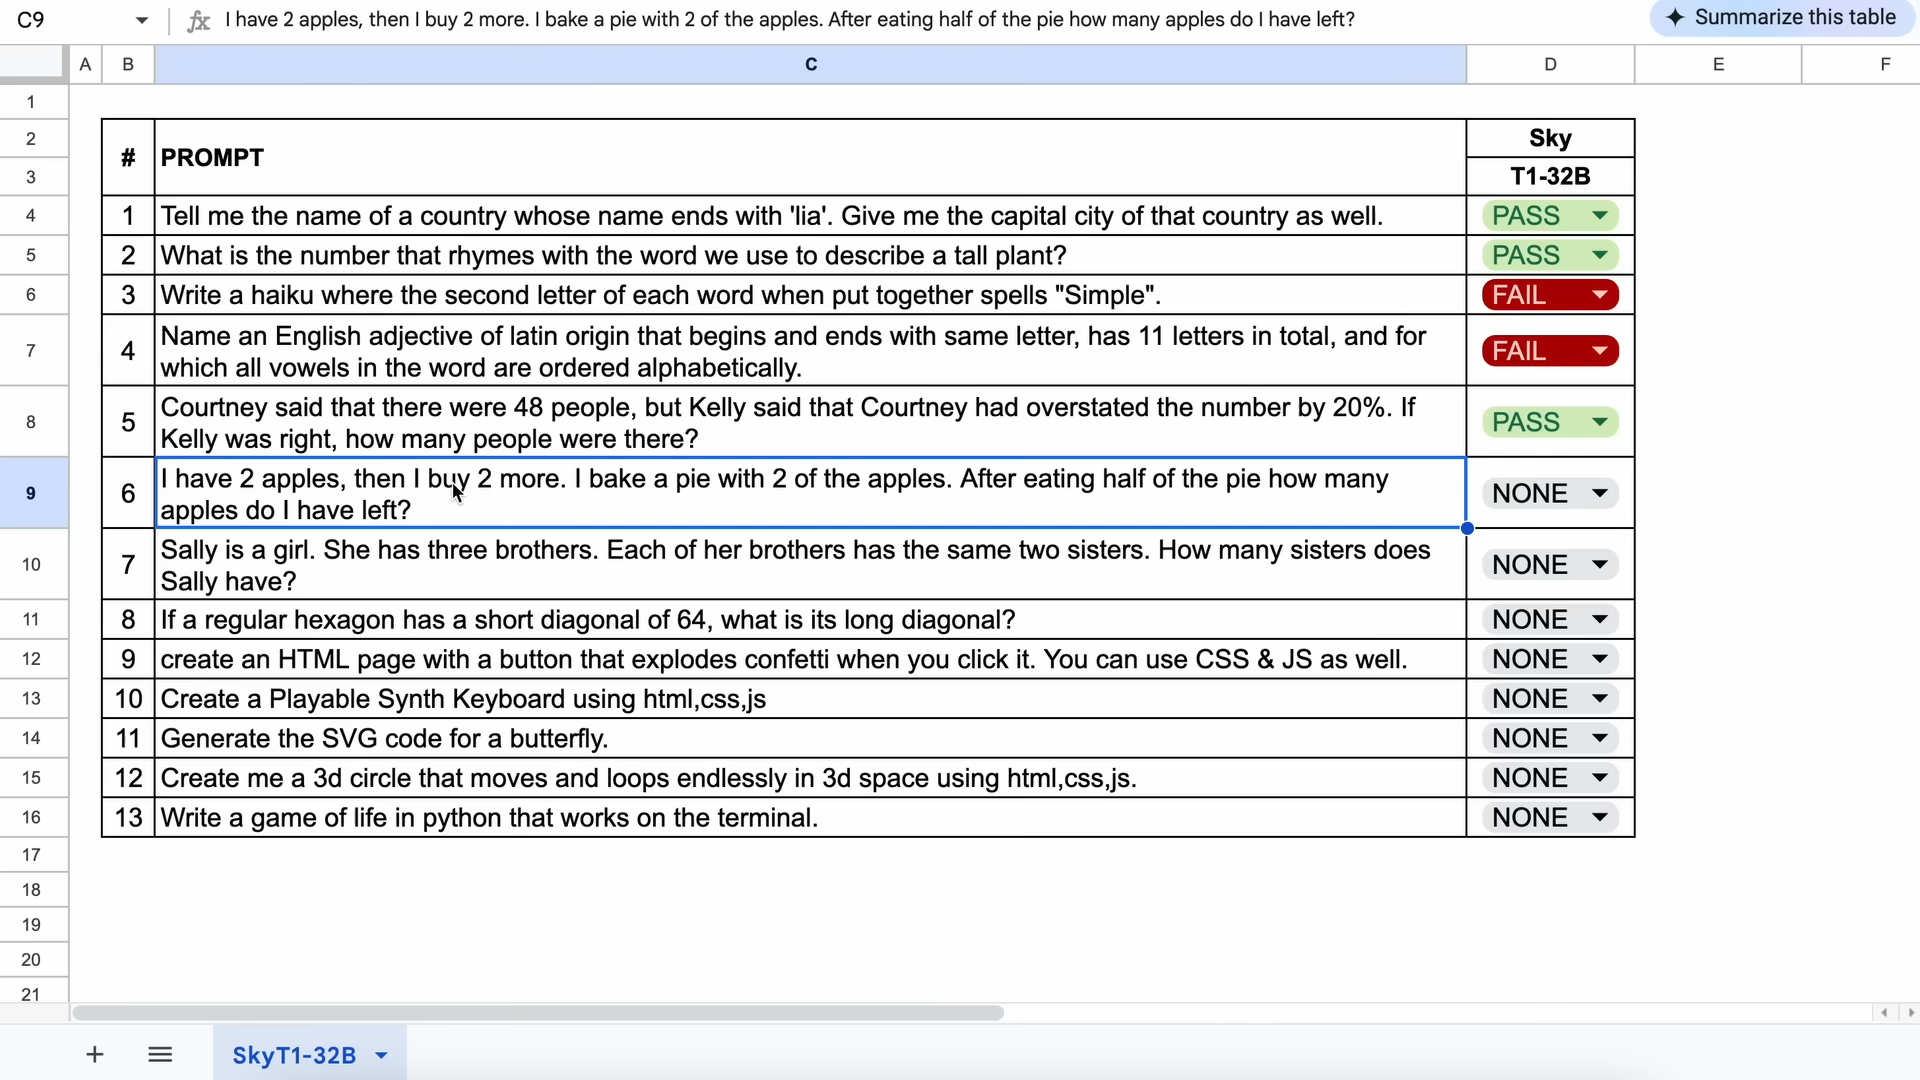 C9 fx I have 2 apples, then I buy 2 more. I bake a pie with 2 of the apples. After eating half of the pie how many apples do I have left? Summarize this table
A B C D E F
1
2 # PROMPT Sky
3 T1-32B
4 1 Tell me the name of a country whose name ends with 'lia'. Give me the capital city of that country as well. PASS
5 2 What is the number that rhymes with the word we use to describe a tall plant? PASS
6 3 Write a haiku where the second letter of each word when put together spells "Simple". FAIL
7 4 Name an English adjective of latin origin that begins and ends with same letter, has 11 letters in total, and for
which all vowels in the word are ordered alphabetically. FAIL
8 5 Courtney said that there were 48 people, but Kelly said that Courtney had overstated the number by 20%. If
Kelly was right, how many people were there? PASS
9 6 I have 2 apples, then I buy 2 more. I bake a pie with 2 of the apples. After eating half of the pie how many
apples do I have left? NONE
10 7 Sally is a girl. She has three brothers. Each of her brothers has the same two sisters. How many sisters does
Sally have? NONE
11 8 If a regular hexagon has a short diagonal of 64, what is its long diagonal? NONE
12 9 create an HTML page with a button that explodes confetti when you click it. You can use CSS & JS as well. NONE
13 10 Create a Playable Synth Keyboard using html,css,js NONE
14 11 Generate the SVG code for a butterfly. NONE
15 12 Create me a 3d circle that moves and loops endlessly in 3d space using html,css,js. NONE
16 13 Write a game of life in python that works on the terminal. NONE
17
18
19
20
21
SkyT1-32B